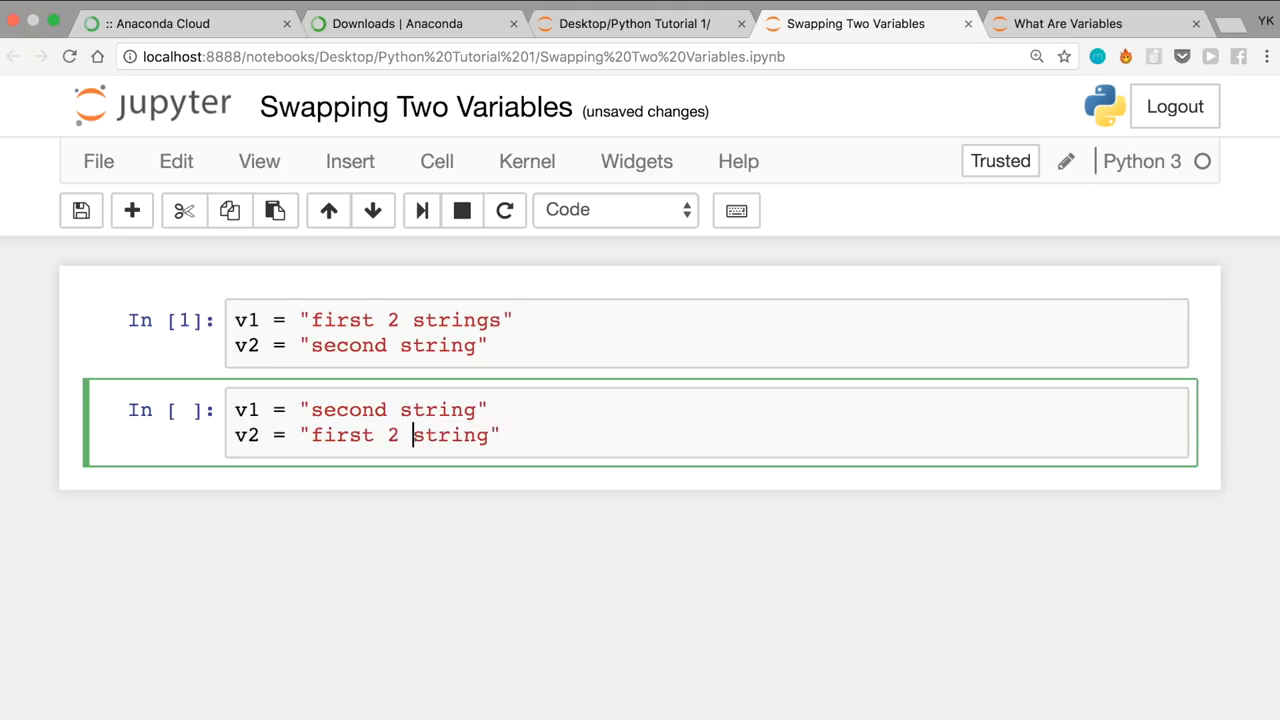 :: Anaconda Cloud
Downloads | Anaconda
Desktop/Python Tutorial 1/
Swapping Two Variables
What Are Variables
YK
localhost:8888/notebooks/Desktop/Python%20Tutorial%201/Swapping%20Two%20Variables.ipynb
jupyter Swapping Two Variables (unsaved changes) Logout
File Edit View Insert Cell Kernel Widgets Help Trusted Python 3
Code
In [1]: v1 = "first 2 strings"
v2 = "second string"
In [ ]: v1 = "second string"
v2 = "first 2 string"